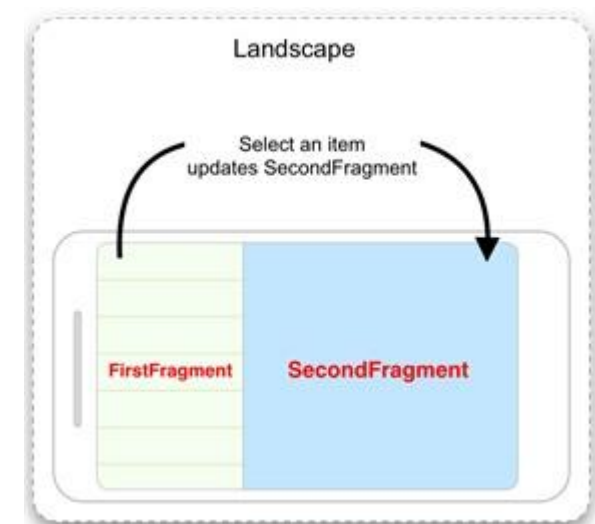 Landscape
Select an item
updates SecondFragment
FirstFragment
SecondFragment